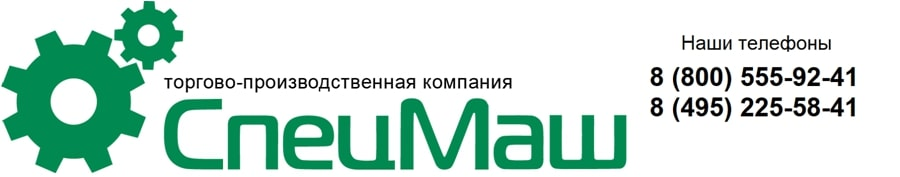 торгово-производственная компания
СпецМаш
Наши телефоны
8 (800) 555-92-41
8 (495) 225-58-41